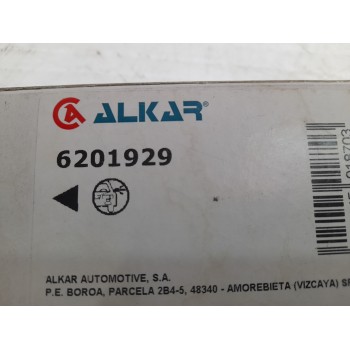 ALKAR®
6201929
ALKAR AUTOMOTIVE, S.A.
P.E. BOROA, PARCELA 2B4-5, 48340 - AMOREBIETA (VIZCAYA)